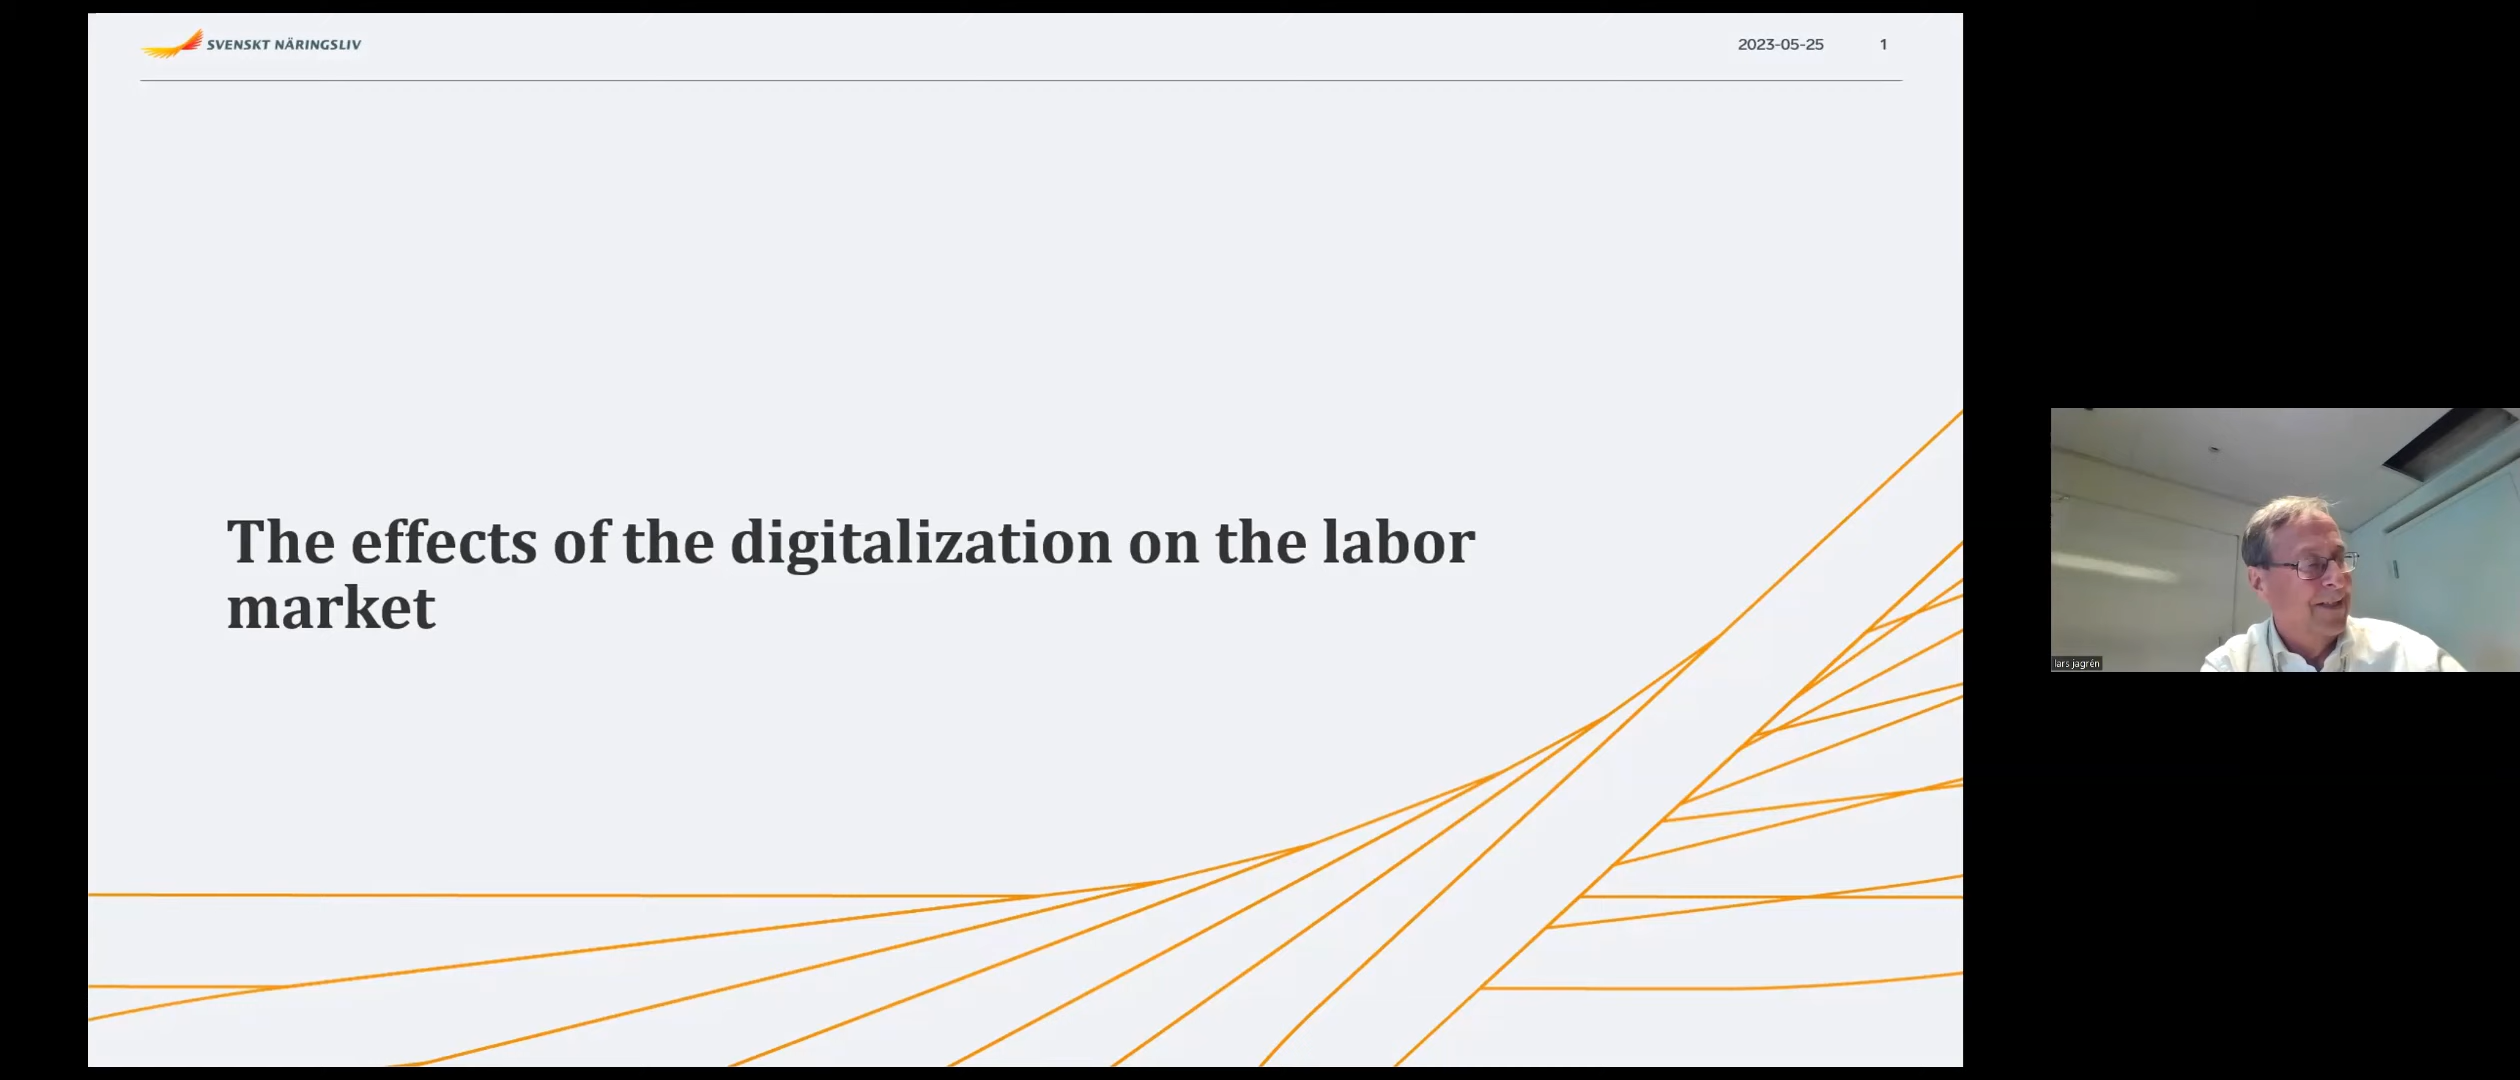 SVENSKT NÄRINGSLIV
2023-05-25 1
The effects of the digitalization on the labor
market
lars jagrén